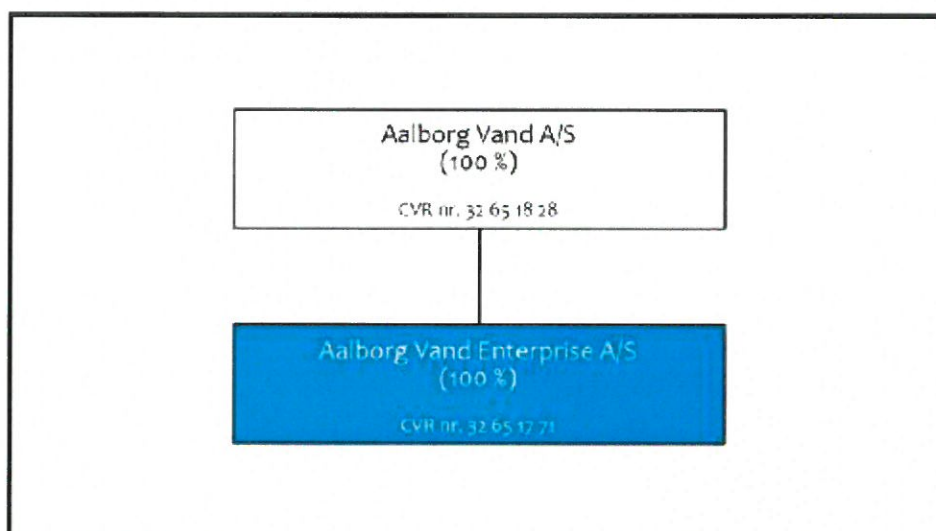 Aalborg Vand A/S
(100 %)
CVR nr. 32 65 18 28
Aalborg Vand Enterprise A/S
(100 %)
CVR nr. 32 65 17 71